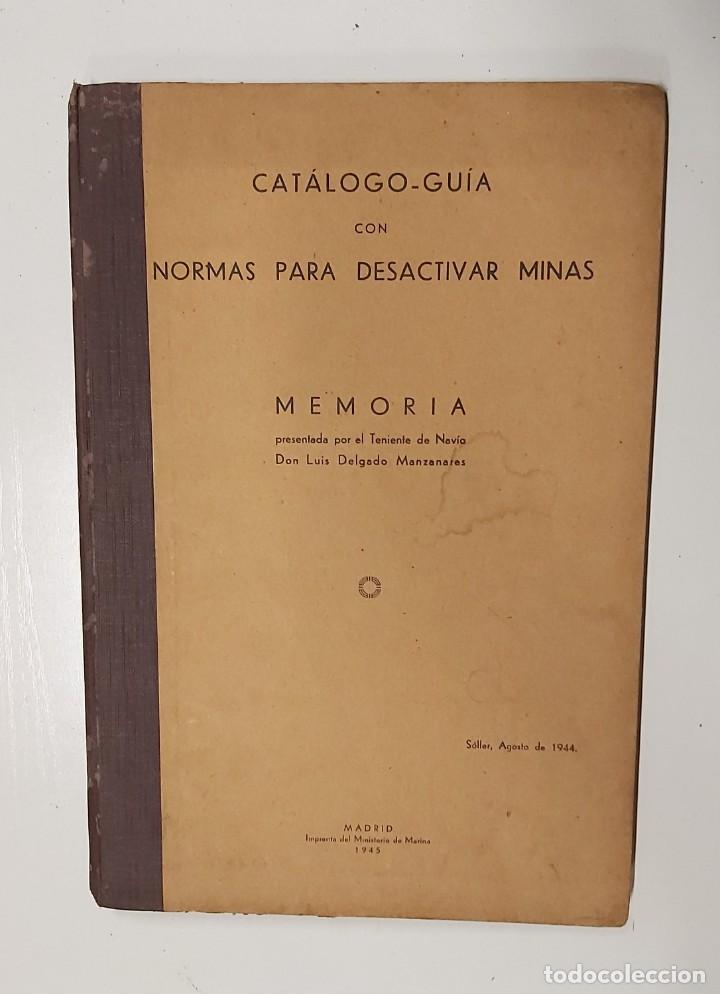 CATÁLOGO-GUÍA
CON
NORMAS PARA DESACTIVAR MINAS
MEMORIA
presentada por el Teniente de Navío
Don Luis Delgado Manzanares
Sóller, Agosto de 1944.
MADRID
Imprenta del Ministerio de Marina
1945
todocoleccion